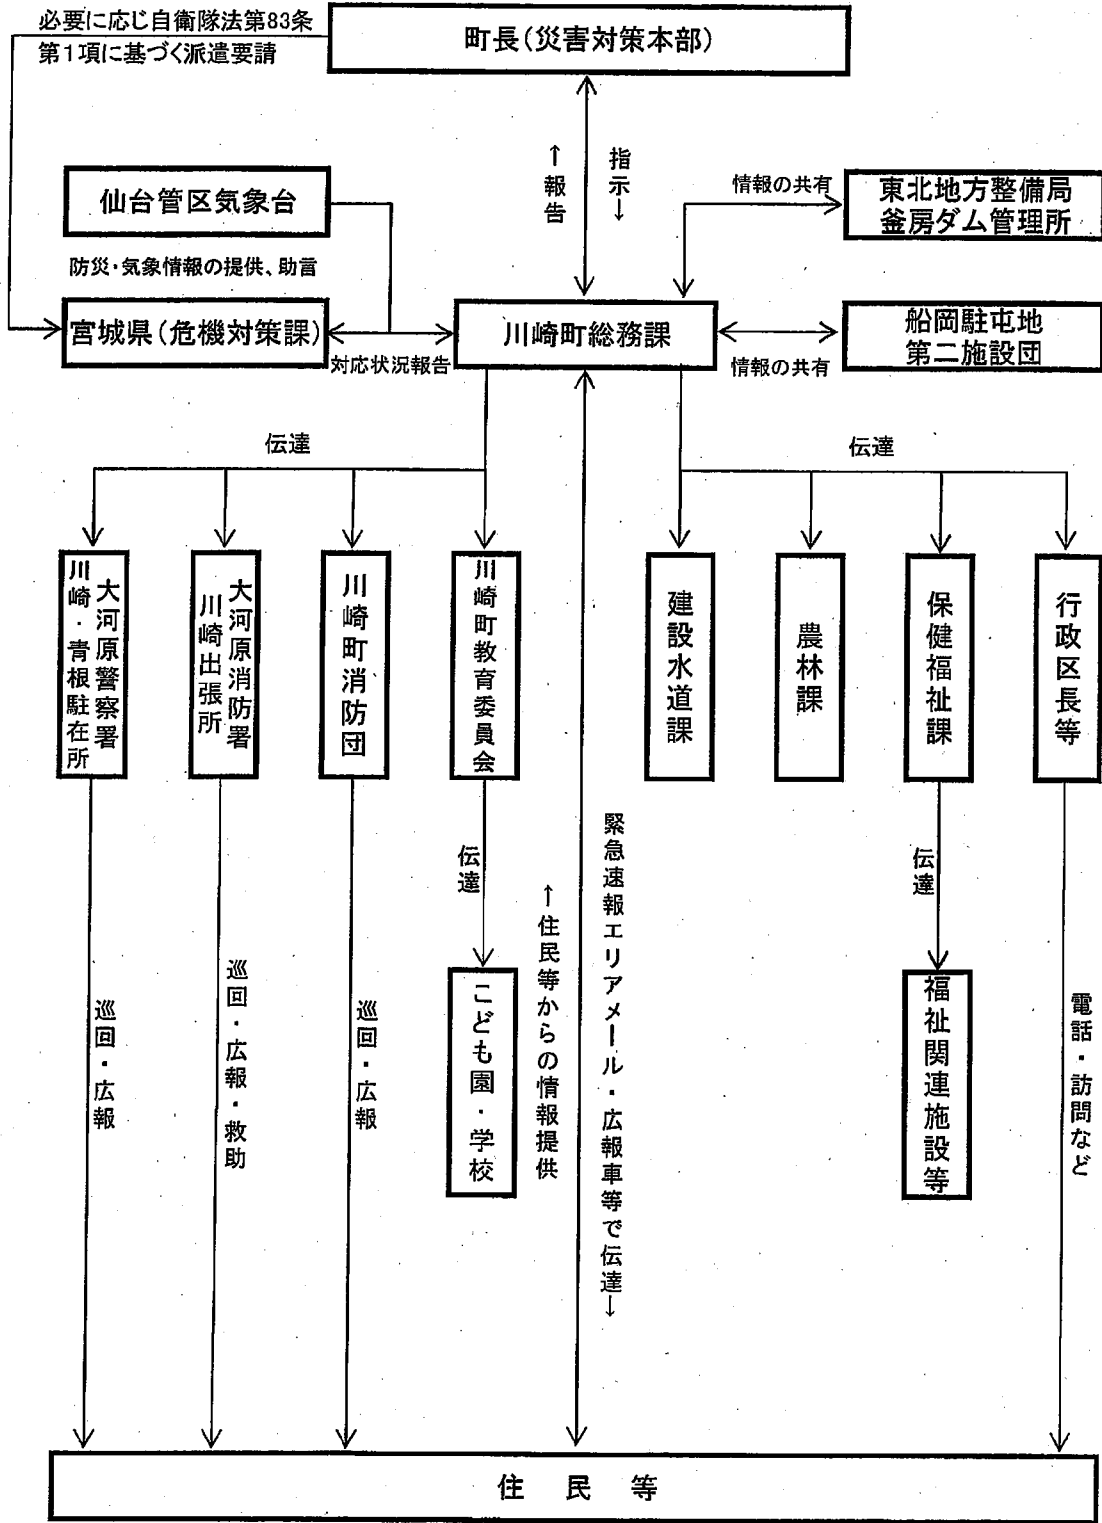 必要に応じ自衛隊法第83条
第1項に基づく派遣要請
町長(災害対策本部)
↑報告
指示↓
仙台管区気象台
情報の共有
東北地方整備局
釜房ダム管理所
防災・気象情報の提供、助言
宮城県(危機対策課)
対応状況報告
川崎町総務課
情報の共有
船岡駐屯地
第二施設団
伝達
伝達
大河原警察署
川崎・青根駐在所
大河原消防署
川崎出張所
川崎町消防団
川崎町教育委員会
建設水道課
農林課
保健福祉課
行政区長等
伝達
伝達
こども園・学校
福祉関連施設等
巡回・広報
巡回・広報・救助
巡回・広報
↑住民等からの情報提供
緊急速報エリアメール・広報車等で伝達↓
電話・訪問など
住民等